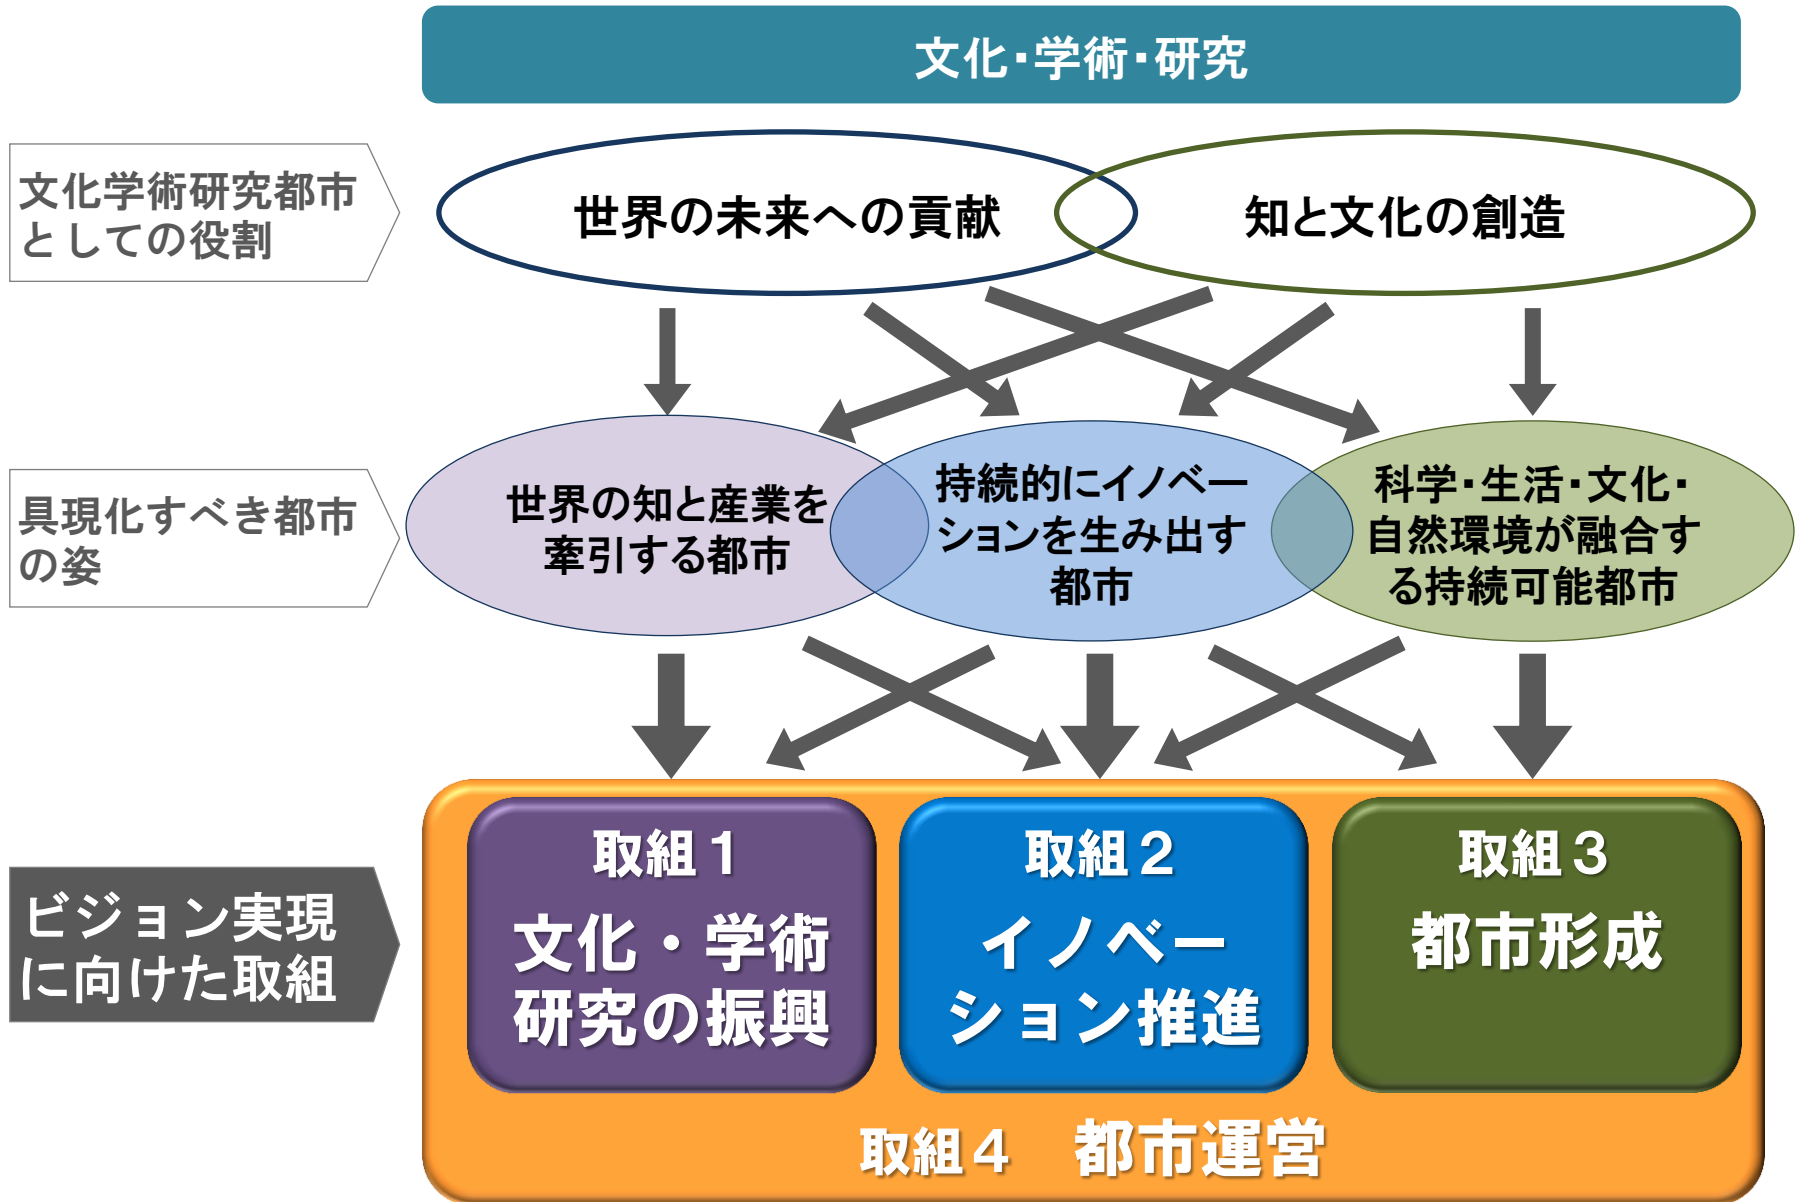 文化・学術・研究
文化学術研究都市
としての役割
世界の未来への貢献
知と文化の創造
具現化すべき都市
の姿
世界の知と産業を
牽引する都市
持続的にイノベー
ションを生み出す
都市
科学・生活・文化・
自然環境が融合す
る持続可能都市
ビジョン実現
に向けた取組
取組１
文化・学術
研究の振興
取組２
イノベー
ション推進
取組３
都市形成
取組４　都市運営